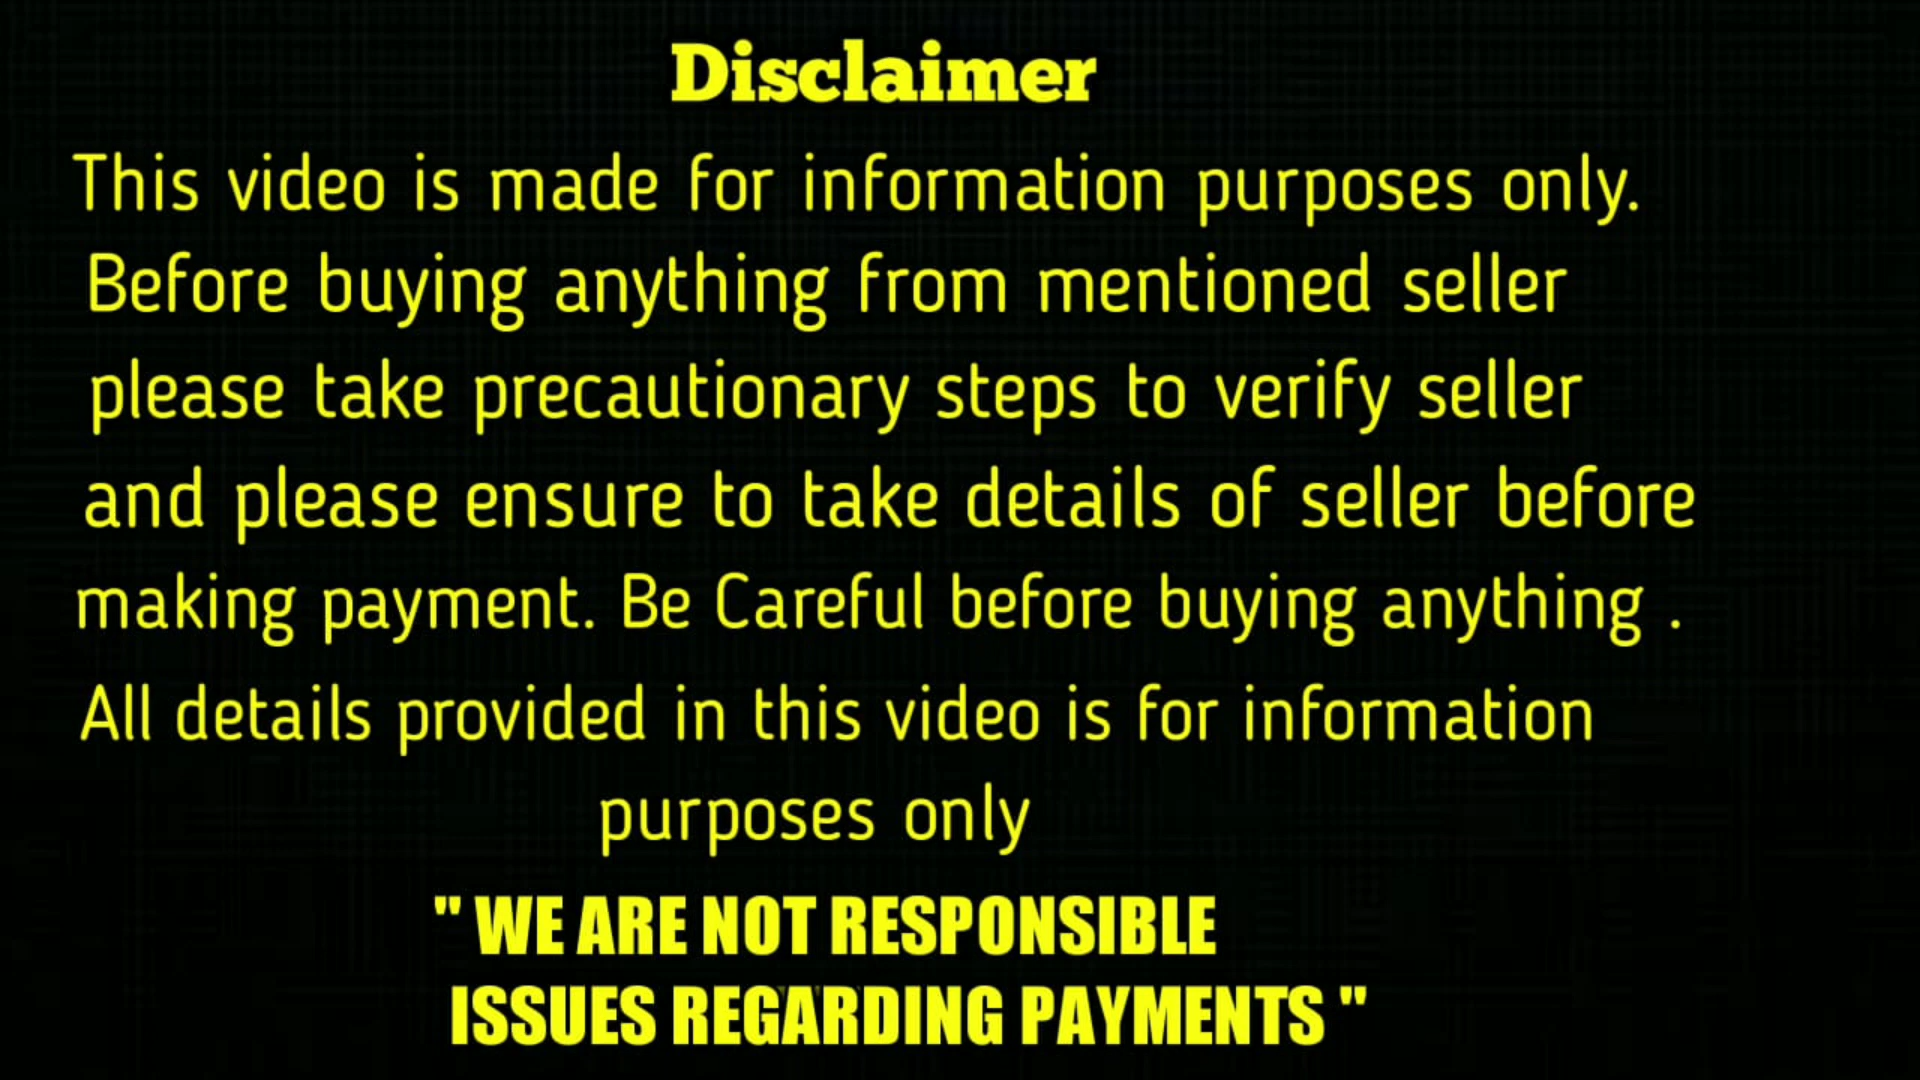 Disclaimer
This video is made for information purposes only.
Before buying anything from mentioned seller
please take precautionary steps to verify seller
and please ensure to take details of seller before
making payment. Be Careful before buying anything .
All details provided in this video is for information
purposes only
" WE ARE NOT RESPONSIBLE
ISSUES REGARDING PAYMENTS "